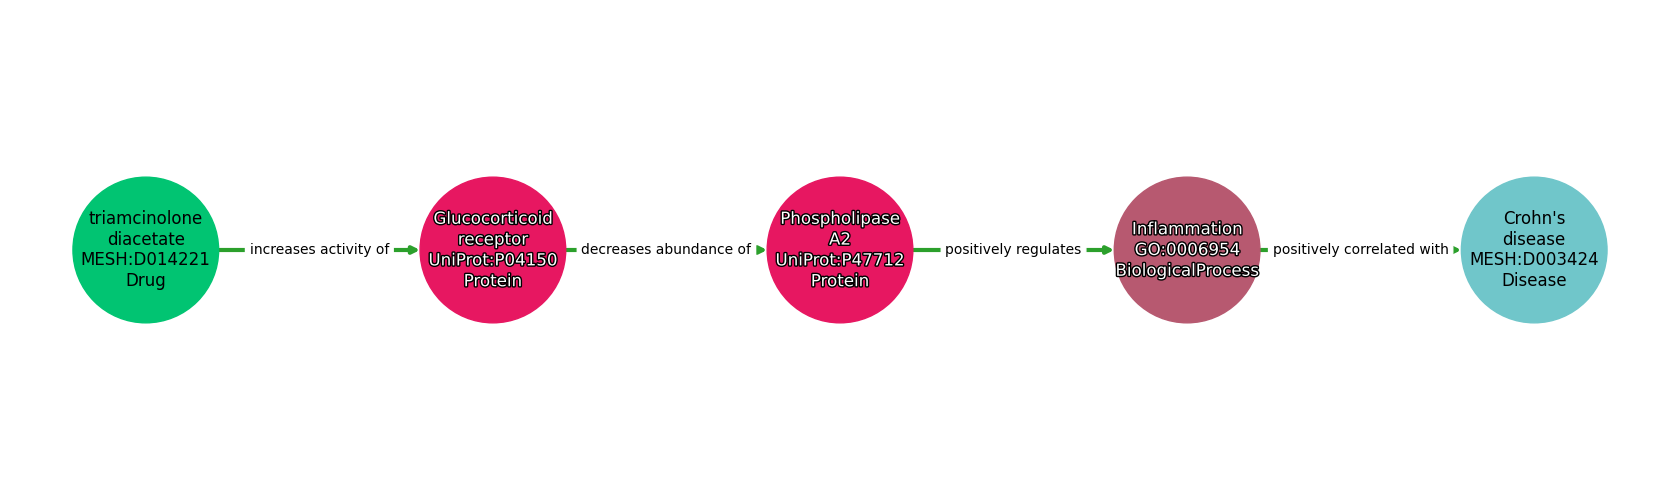 triamcinolone
diacetate
MESH:D014221
Drug
increases activity of
Glucocorticoid
receptor
UniProt:P04150
Protein
decreases abundance of
Phospholipase
A2
UniProt:P47712
Protein
positively regulates
Inflammation
GO:0006954
BiologicalProcess
positively correlated with
Crohn's
disease
MESH:D003424
Disease